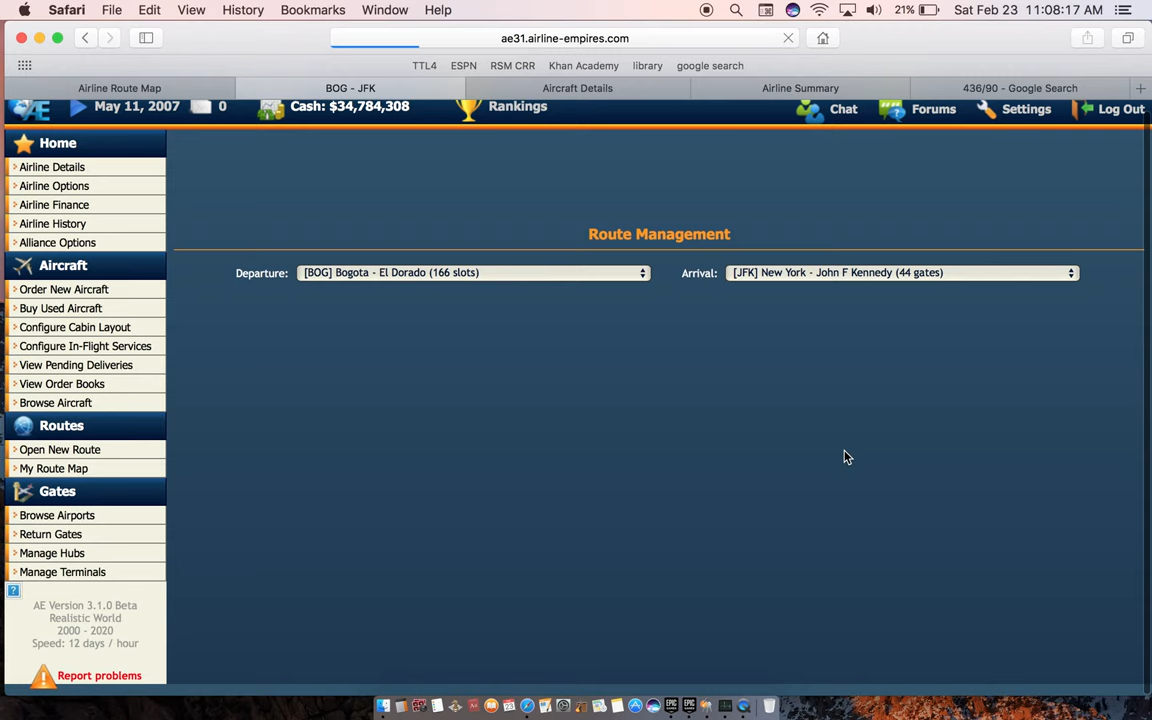 Safari File Edit View History Bookmarks Window Help 21% Sat Feb 23 11:08:17 AM
ae31.airline-empires.com
TTL4 ESPN RSM CRR Khan Academy library google search
Airline Route Map BOG - JFK Aircraft Details Airline Summary 436/90 - Google Search
May 11, 2007 0 Cash: $34,784,308 Rankings Chat Forums Settings Log Out
Home
Airline Details
Airline Options
Airline Finance
Airline History
Alliance Options
Aircraft
Order New Aircraft
Buy Used Aircraft
Configure Cabin Layout
Configure In-Flight Services
View Pending Deliveries
View Order Books
Browse Aircraft
Routes
Open New Route
My Route Map
Gates
Browse Airports
Return Gates
Manage Hubs
Manage Terminals
?
AE Version 3.1.0 Beta
Realistic World
2000 - 2020
Speed: 12 days / hour
Report problems
Route Management
Departure: [BOG] Bogota - El Dorado (166 slots) Arrival: [JFK] New York - John F Kennedy (44 gates)